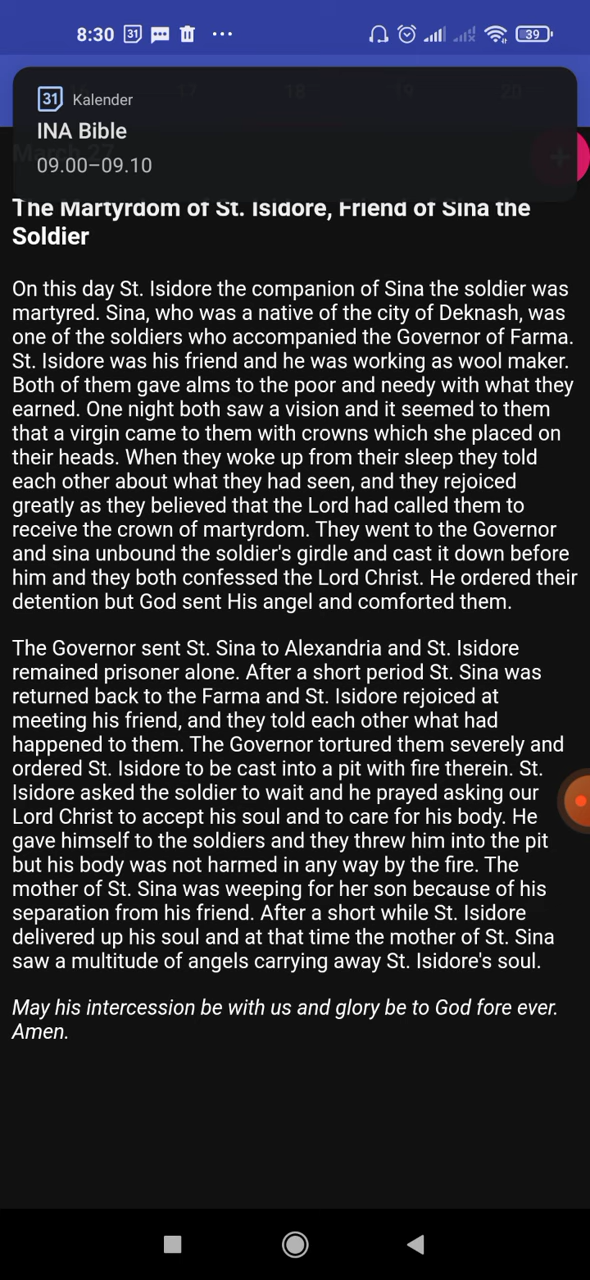 8:30 31 39
17 18 19 20
31 Kalender
INA Bible
09.00–09.10
March 27
The Martyrdom of St. Isidore, Friend of Sina the
Soldier
On this day St. Isidore the companion of Sina the soldier was
martyred. Sina, who was a native of the city of Deknash, was
one of the soldiers who accompanied the Governor of Farma.
St. Isidore was his friend and he was working as wool maker.
Both of them gave alms to the poor and needy with what they
earned. One night both saw a vision and it seemed to them
that a virgin came to them with crowns which she placed on
their heads. When they woke up from their sleep they told
each other about what they had seen, and they rejoiced
greatly as they believed that the Lord had called them to
receive the crown of martyrdom. They went to the Governor
and sina unbound the soldier's girdle and cast it down before
him and they both confessed the Lord Christ. He ordered their
detention but God sent His angel and comforted them.
The Governor sent St. Sina to Alexandria and St. Isidore
remained prisoner alone. After a short period St. Sina was
returned back to the Farma and St. Isidore rejoiced at
meeting his friend, and they told each other what had
happened to them. The Governor tortured them severely and
ordered St. Isidore to be cast into a pit with fire therein. St.
Isidore asked the soldier to wait and he prayed asking our
Lord Christ to accept his soul and to care for his body. He
gave himself to the soldiers and they threw him into the pit
but his body was not harmed in any way by the fire. The
mother of St. Sina was weeping for her son because of his
separation from his friend. After a short while St. Isidore
delivered up his soul and at that time the mother of St. Sina
saw a multitude of angels carrying away St. Isidore's soul.
May his intercession be with us and glory be to God fore ever.
Amen.